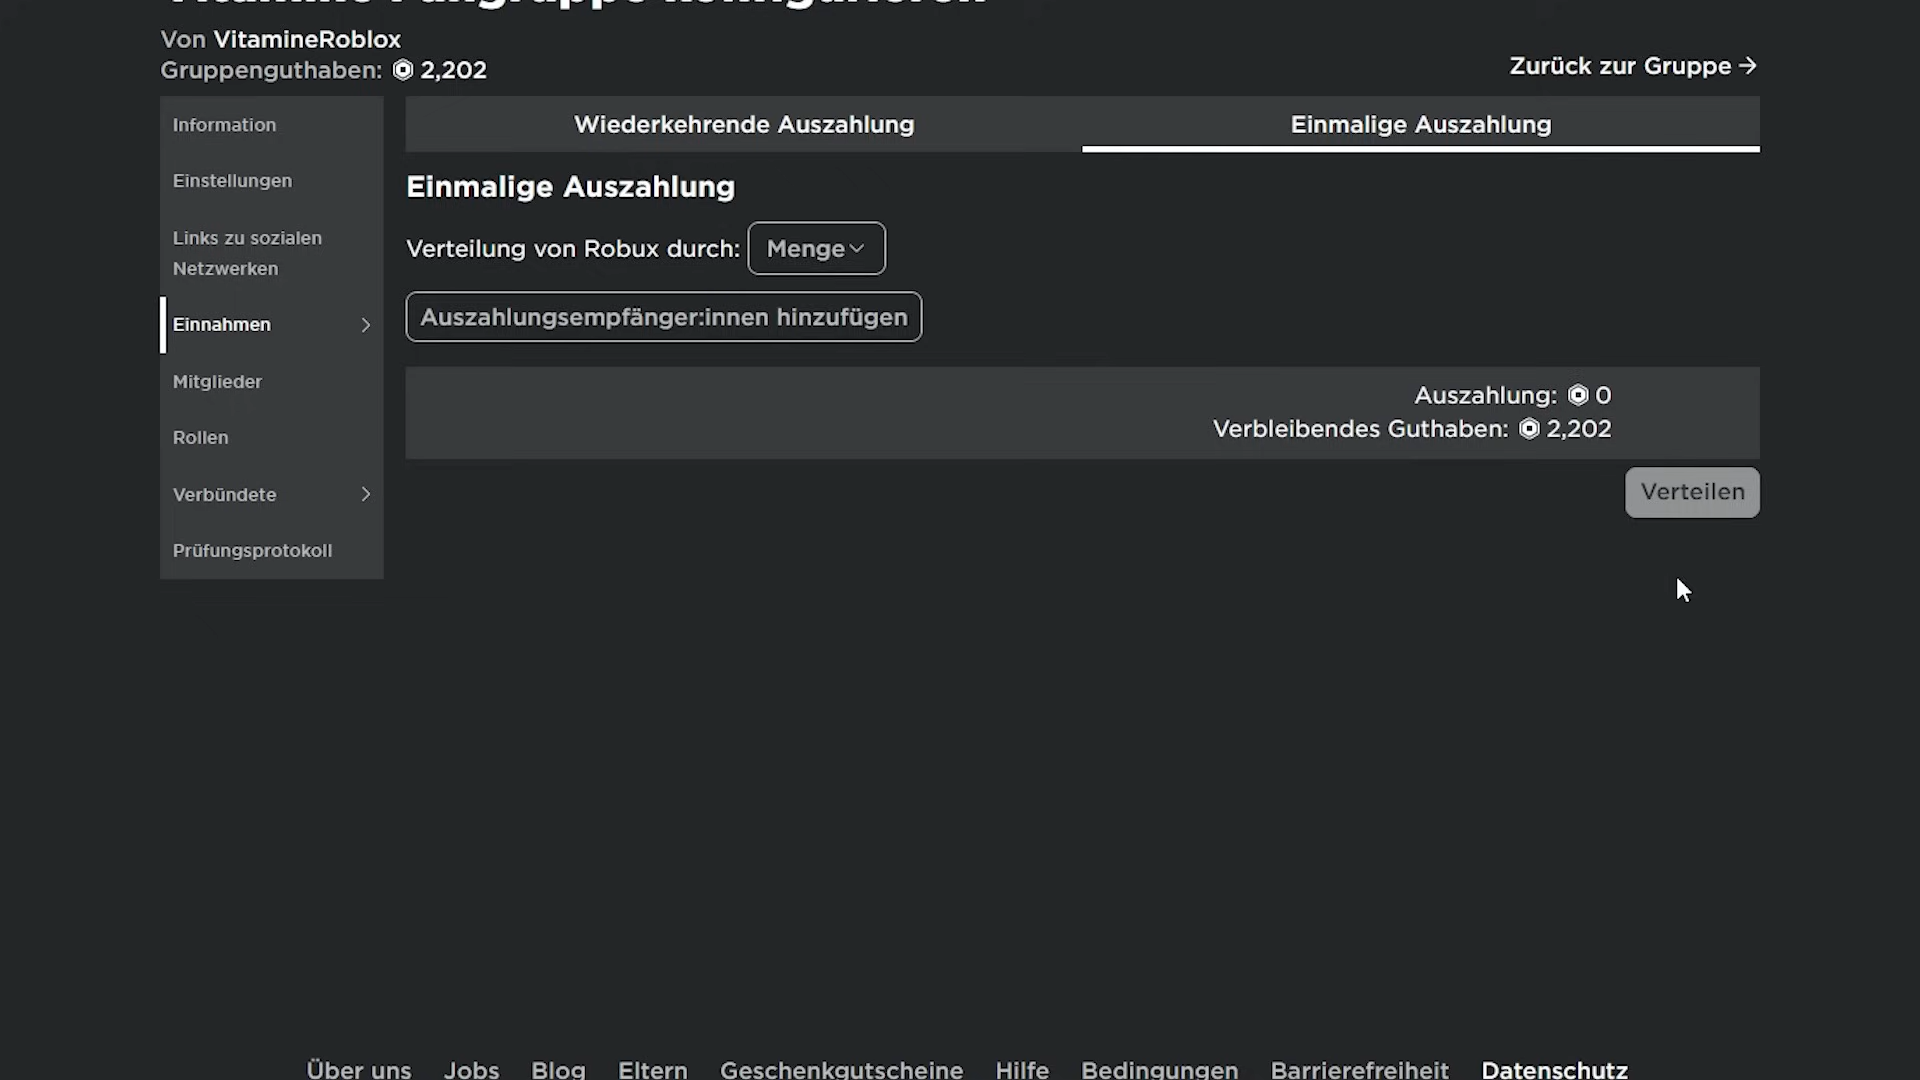 Von VitamineRoblox
Gruppenguthaben: 2,202
Zurück zur Gruppe →
Information
Einstellungen
Links zu sozialen
Netzwerken
Einnahmen
Mitglieder
Rollen
Verbündete
Prüfungsprotokoll
Wiederkehrende Auszahlung
Einmalige Auszahlung
Einmalige Auszahlung
Verteilung von Robux durch: Menge
Auszahlungsempfänger:innen hinzufügen
Auszahlung: 0
Verbleibendes Guthaben: 2,202
Verteilen
Über uns Jobs Blog Eltern Geschenkgutscheine Hilfe Bedingungen Barrierefreiheit Datenschutz